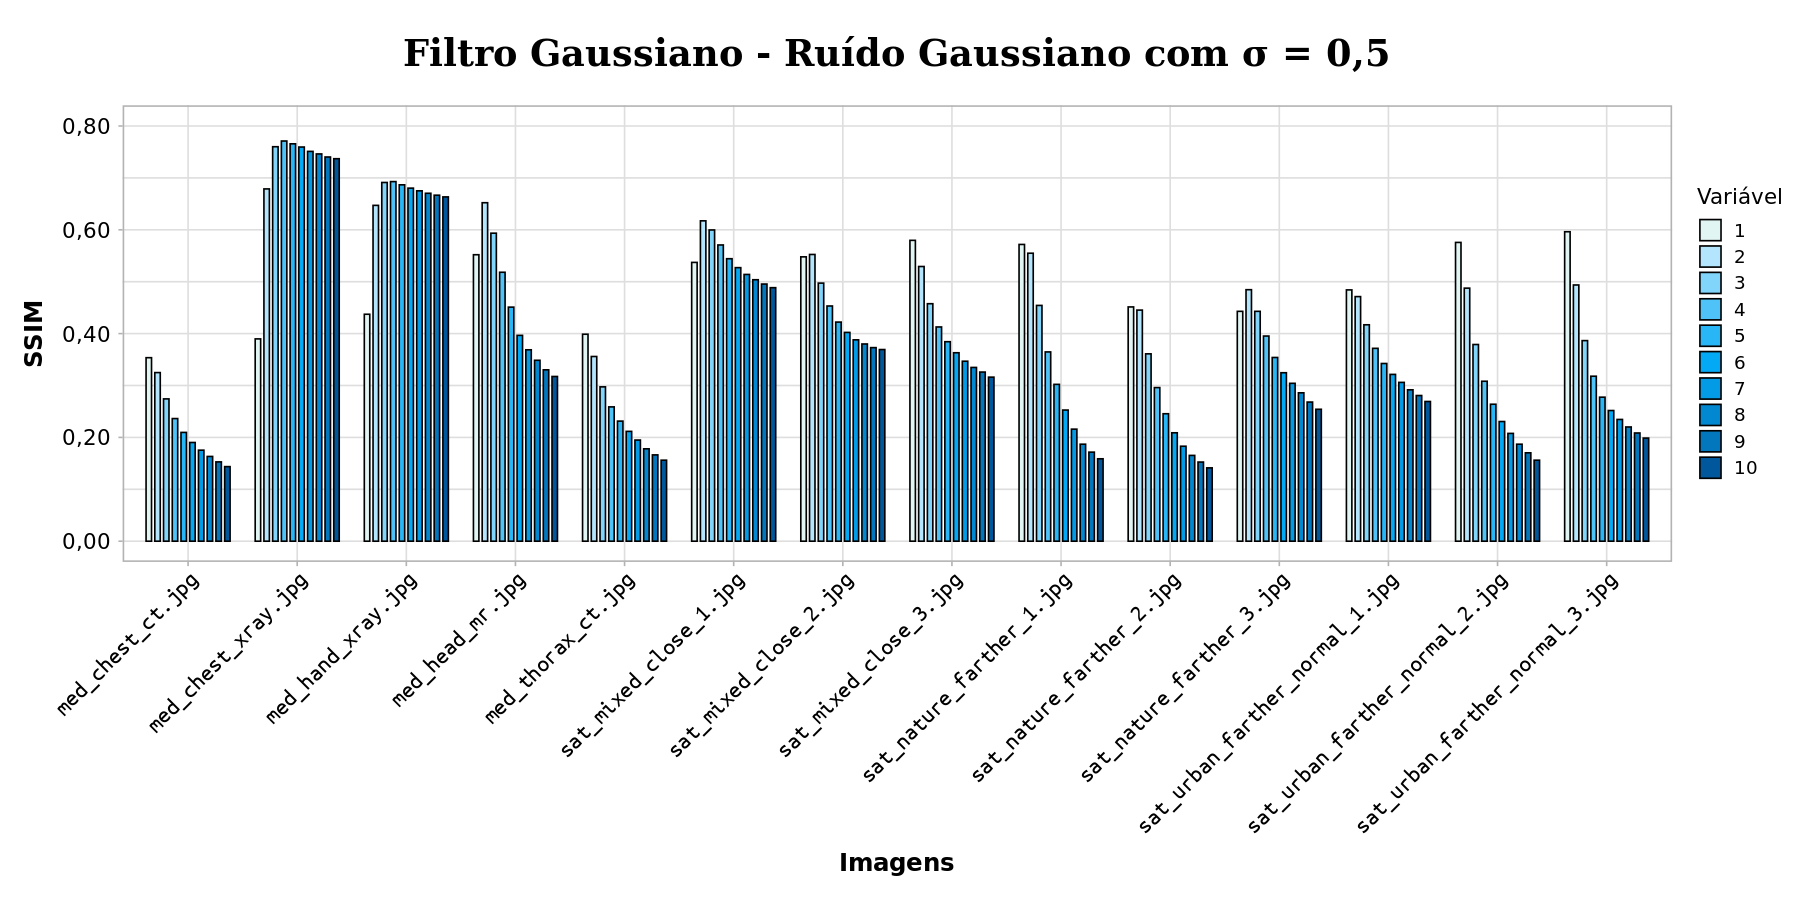 Filtro Gaussiano - Ruído Gaussiano com σ = 0,5
0,80
0,60
0,40
0,20
0,00
SSIM
med_chest_ct.jpg
med_chest_xray.jpg
med_hand_xray.jpg
med_head_mr.jpg
med_thorax_ct.jpg
sat_mixed_close_1.jpg
sat_mixed_close_2.jpg
sat_mixed_close_3.jpg
sat_nature_farther_1.jpg
sat_nature_farther_2.jpg
sat_nature_farther_3.jpg
sat_urban_farther_normal_1.jpg
sat_urban_farther_normal_2.jpg
sat_urban_farther_normal_3.jpg
Imagens
Variável
1
2
3
4
5
6
7
8
9
10